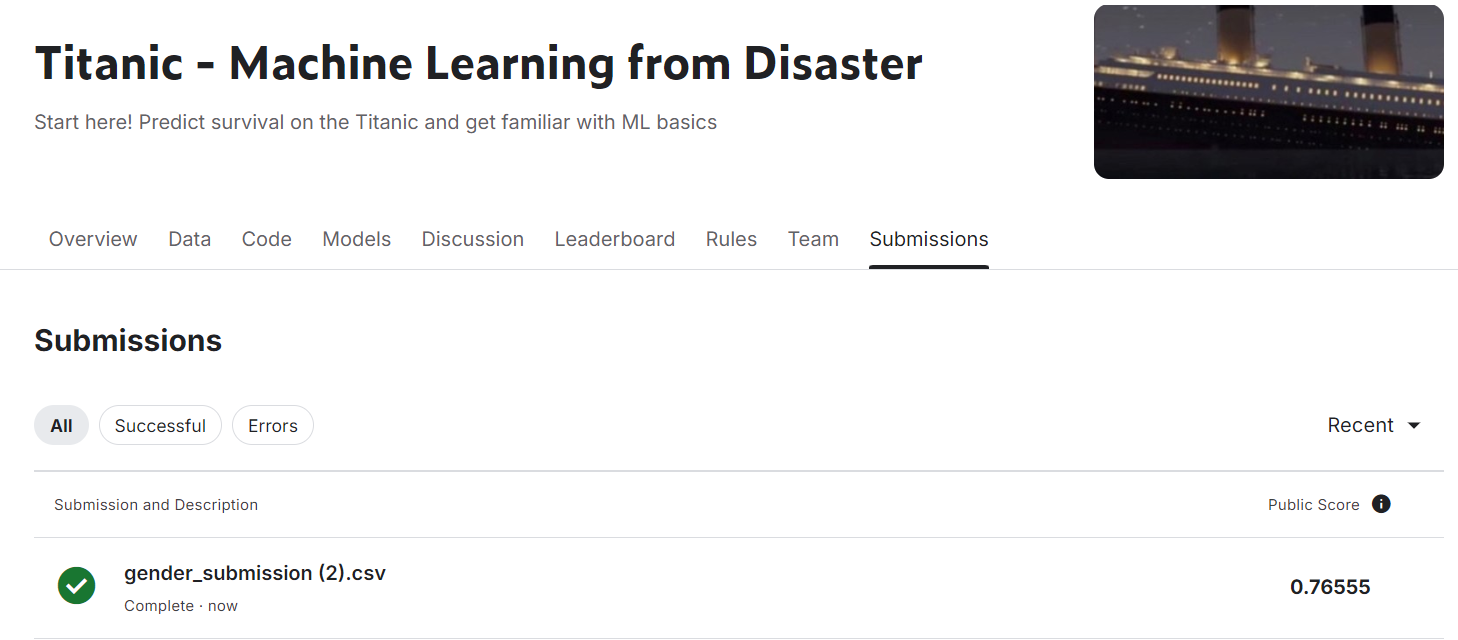 Titanic - Machine Learning from Disaster
Start here! Predict survival on the Titanic and get familiar with ML basics
Overview Data Code Models Discussion Leaderboard Rules Team Submissions
Submissions
All Successful Errors Recent
Submission and Description Public Score
gender_submission (2).csv
Complete · now
0.76555